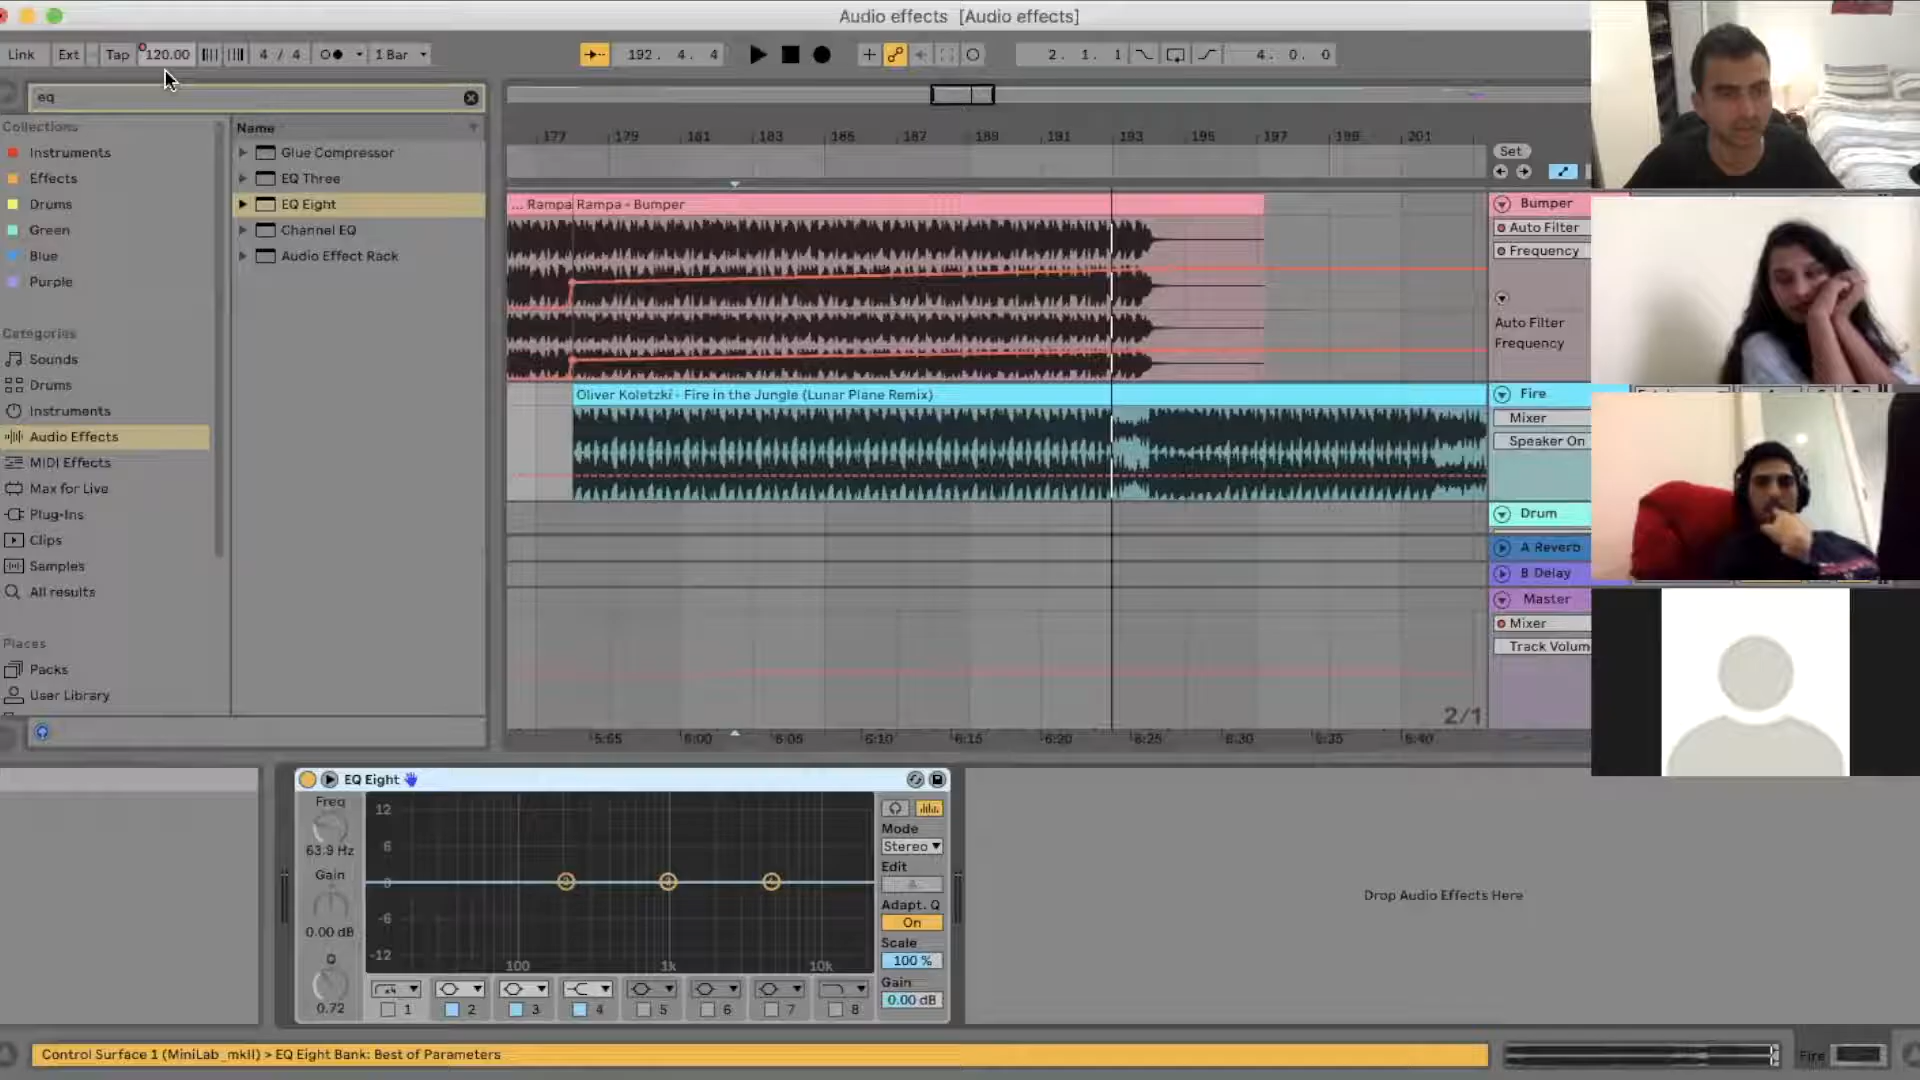 Audio effects [Audio effects]
Link Ext Tap 120.00 4 / 4 1 Bar 192. 4. 4 2. 1. 1 4. 0. 0
eq
Collections
Instruments
Effects
Drums
Green
Blue
Purple
Categories
Sounds
Drums
Instruments
Audio Effects
MIDI Effects
Max for Live
Plug-Ins
Clips
Samples
All results
Places
Packs
User Library
Name
Glue Compressor
EQ Three
EQ Eight
Channel EQ
Audio Effect Rack
177 179 181 183 185 187 189 191 193 195 197 199 201
Set
... Rampa Rampa - Bumper
Bumper
Auto Filter
Frequency
Auto Filter
Frequency
Oliver Koletzki - Fire in the Jungle (Lunar Plane Remix)
Fire
Mixer
Speaker On
Drum
A Reverb
B Delay
Master
Mixer
Track Volum
2/1
5:55 6:00 6:05 6:10 6:15 6:20 6:25 6:30 6:35 6:40
EQ Eight
Freq
63.9 Hz
Gain
0.00 dB
Q
0.72
12
6
0
-6
-12
100 1k 10k
1 2 3 4 5 6 7 8
Mode
Stereo
Edit
Adapt. Q
On
Scale
100 %
Gain
0.00 dB
Drop Audio Effects Here
Control Surface 1 (MiniLab_mkII) > EQ Eight Bank: Best of Parameters
Fire